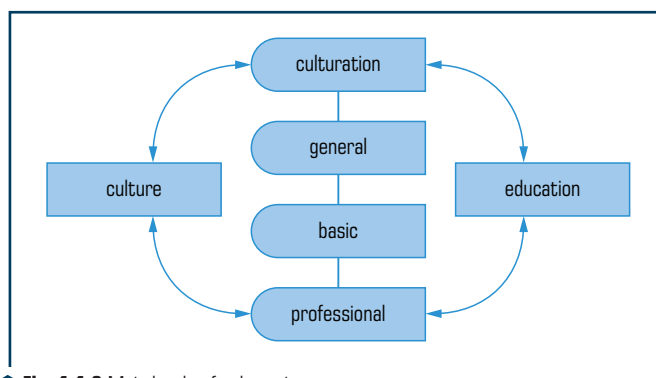 culturation
general
culture
education
basic
professional